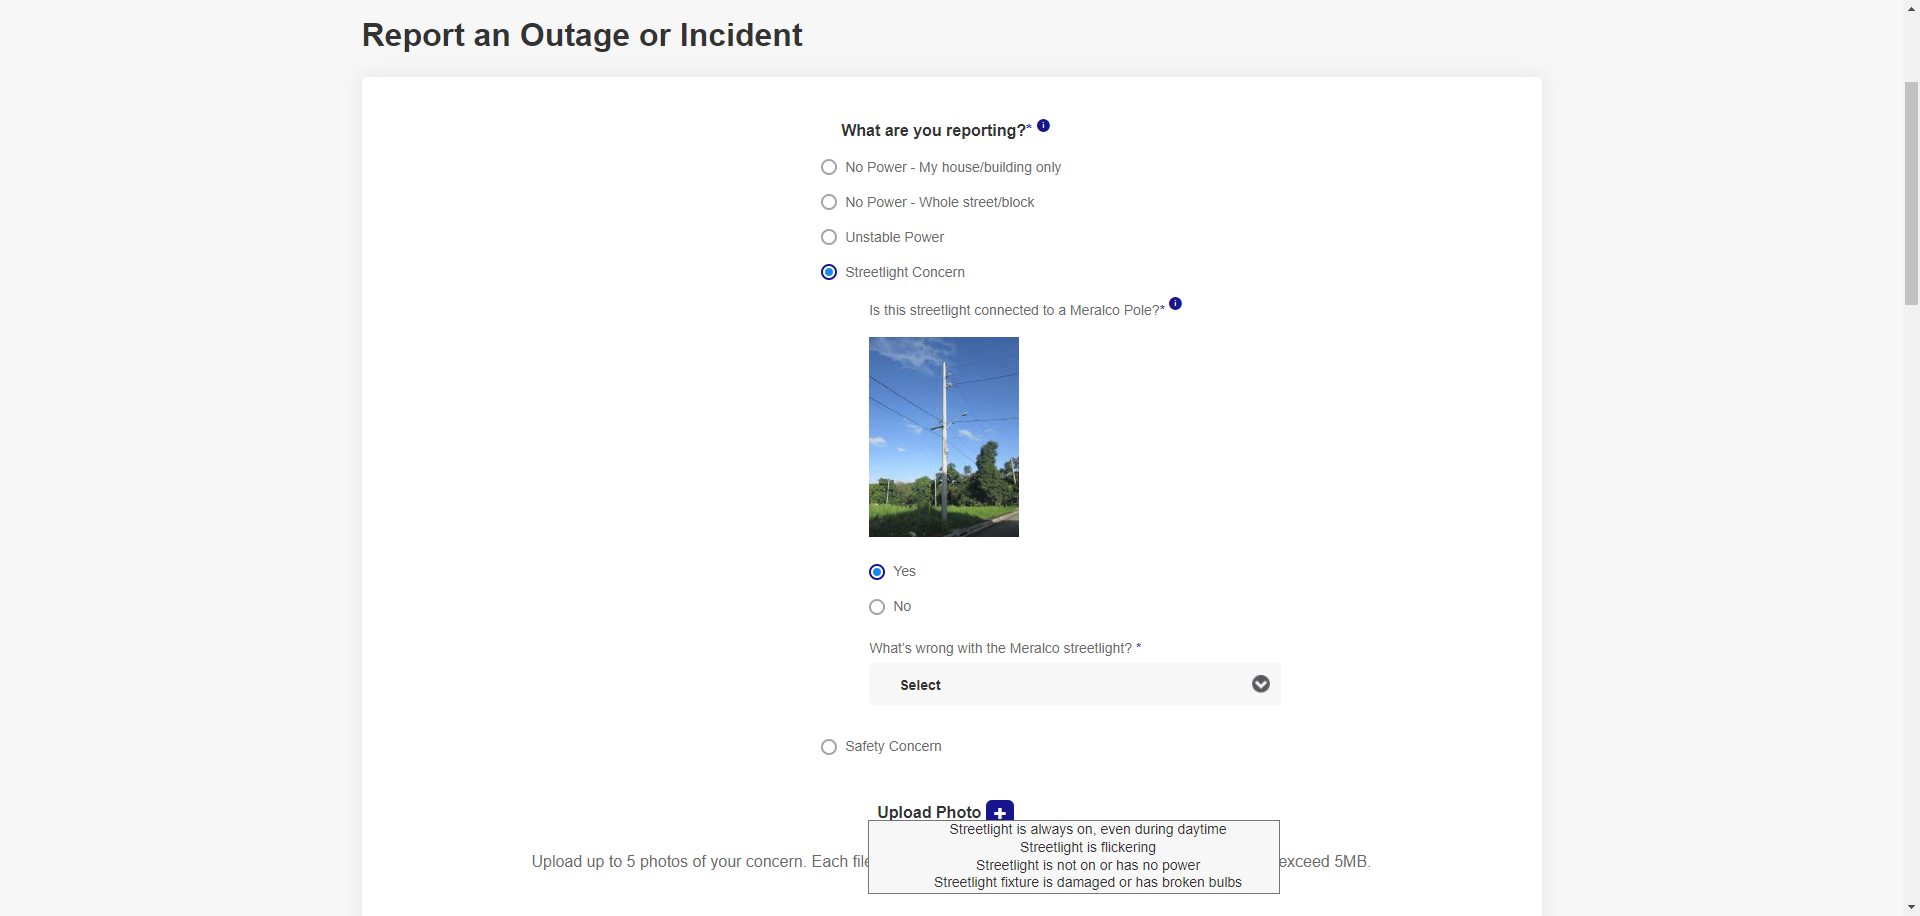 Report an Outage or Incident
What are you reporting?*
No Power - My house/building only
No Power - Whole street/block
Unstable Power
Streetlight Concern
Is this streetlight connected to a Meralco Pole?*
Yes
No
What's wrong with the Meralco streetlight? *
Select
Safety Concern
Upload Photo
Streetlight is always on, even during daytime
Streetlight is flickering
Upload up to 5 photos of your concern. Each file exceed 5MB.
Streetlight is not on or has no power
Streetlight fixture is damaged or has broken bulbs